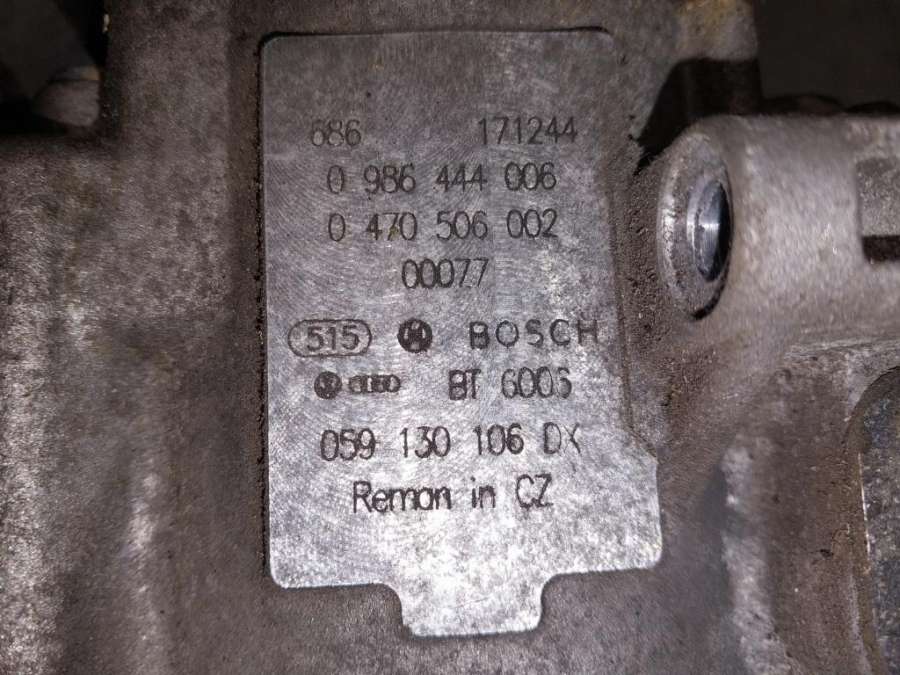 686 171244
0 986 444 006
0 470 506 002
00077
515 BOSCH
BT 6006
059 130 106 DX
Reman in CZ